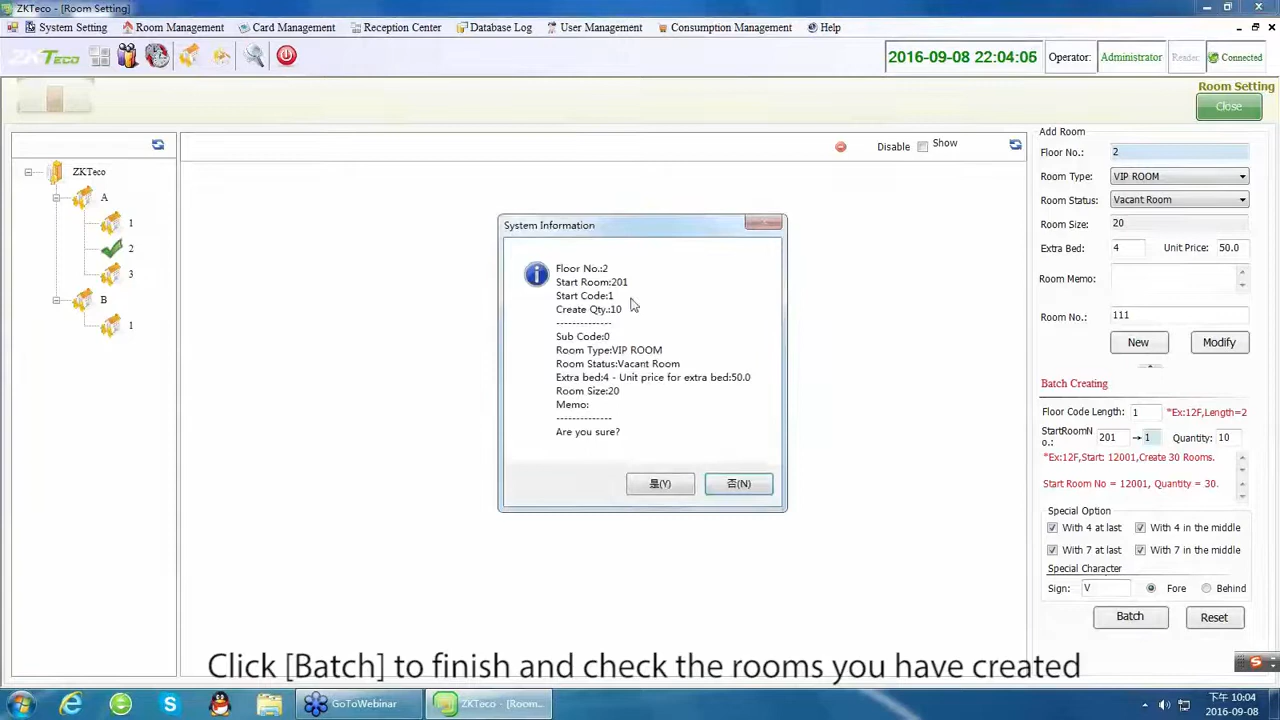 ZKTeco - [Room Setting]
System Setting Room Management Card Management Reception Center Database Log User Management Consumption Management Help
ZKTeco 2016-09-08 22:04:05 Operator: Administrator Reader: Connected
Room Setting
Close
Disable Show
ZKTeco
A
1
2
3
B
1
System Information
Floor No.:2
Start Room:201
Start Code:1
Create Qty.:10
--------------
Sub Code:0
Room Type:VIP ROOM
Room Status:Vacant Room
Extra bed:4 - Unit price for extra bed:50.0
Room Size:20
Memo:
--------------
Are you sure?
是(Y) 否(N)
Add Room
Floor No.: 2
Room Type: VIP ROOM
Room Status: Vacant Room
Room Size: 20
Extra Bed: 4 Unit Price: 50.0
Room Memo:
Room No.: 111
New Modify
Batch Creating
Floor Code Length: 1 *Ex:12F,Length=2
StartRoomN
o.: 201 → 1 Quantity: 10
*Ex:12F,Start: 12001,Create 30 Rooms.
Start Room No = 12001, Quantity = 30.
Special Option
With 4 at last With 4 in the middle
With 7 at last With 7 in the middle
Special Character
Sign: V Fore Behind
Batch Reset
Click [Batch] to finish and check the rooms you have created
GoToWebinar ZKTeco - [Room...
下午 10:04
2016-09-08